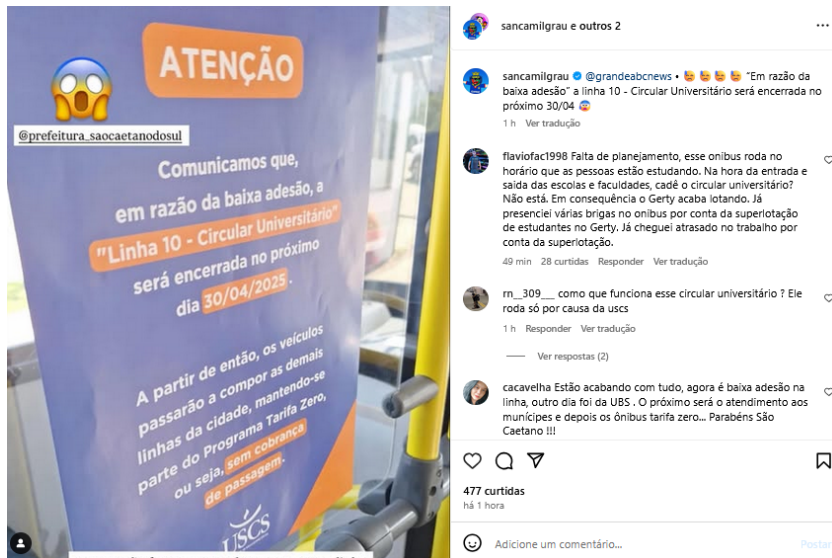 ATENÇÃO
@prefeitura_saocaetanodosul
Comunicamos que,
em razão da baixa adesão, a
"Linha 10 - Circular Universitário"
será encerrada no próximo
dia 30/04/2025.
A partir de então, os veículos
passarão a compor as demais
linhas da cidade, mantendo-se
parte do Programa Tarifa Zero,
ou seja, sem cobrança
de passagem.
USCS
sancamilgrau e outros 2
sancamilgrau @grandeabcnews • 🥳 🥳 🥳 🥳 "Em razão da
baixa adesão" a linha 10 - Circular Universitário será encerrada no
próximo 30/04 😰
1 h Ver tradução
flaviofac1998 Falta de planejamento, esse onibus roda no
horário que as pessoas estão estudando. Na hora da entrada e
saida das escolas e faculdades, cadê o circular universitário?
Não está. Em consequência o Gerty acaba lotando. Já
presenciei várias brigas no onibus por conta da superlotação
de estudantes no Gerty. Já cheguei atrasado no trabalho por
conta da superlotação.
49 min 28 curtidas Responder Ver tradução
rn__309___ como que funciona esse circular universitário ? Ele
roda só por causa da uscs
1 h Responder Ver tradução
Ver respostas (2)
cacavelha Estão acabando com tudo, agora é baixa adesão na
linha, outro dia foi da UBS . O próximo será o atendimento aos
munícipes e depois os ônibus tarifa zero... Parabéns São
Caetano !!!
477 curtidas
há 1 hora
Adicione um comentário...
Postar